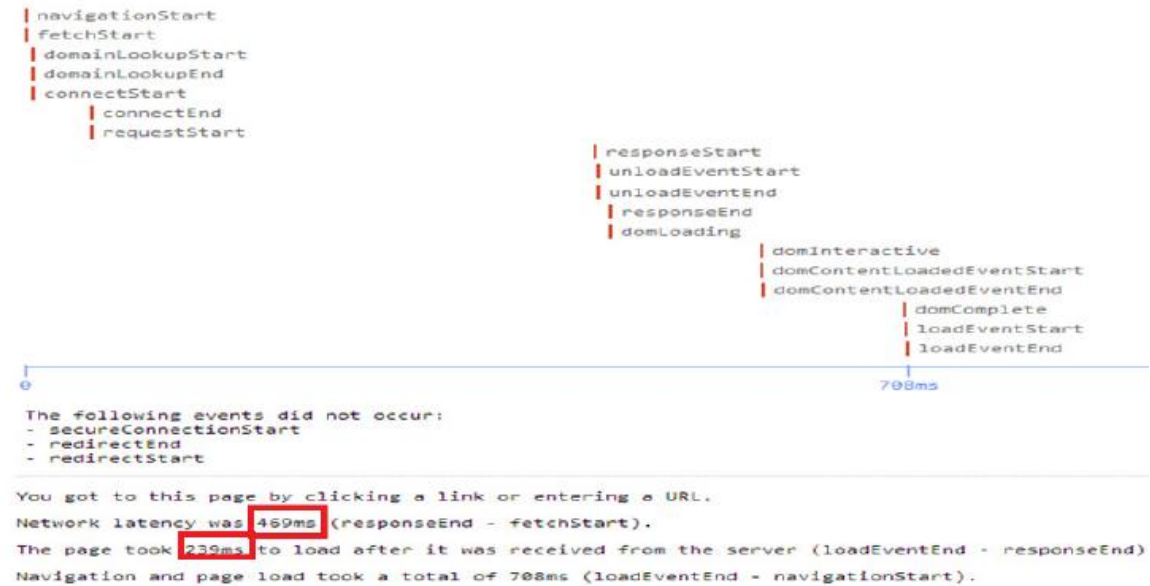 navigationStart
fetchStart
domainLookupStart
domainLookupEnd
connectStart
connectEnd
requestStart
responseStart
unloadEventStart
unloadEventEnd
responseEnd
domLoading
domInteractive
domContentLoadedEventStart
domContentLoadedEventEnd
domComplete
loadEventStart
loadEventEnd
0 708ms
The following events did not occur:
- secureConnectionStart
- redirectEnd
- redirectStart
You got to this page by clicking a link or entering a URL.
Network latency was 469ms (responseEnd - fetchStart).
The page took 239ms to load after it was received from the server (loadEventEnd - responseEnd)
Navigation and page load took a total of 708ms (loadEventEnd - navigationStart).